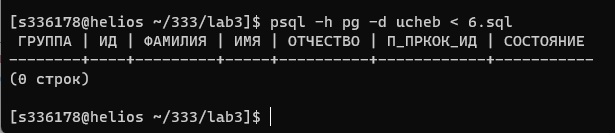 [s336178@helios ~/333/lab3]$ psql -h pg -d ucheb < 6.sql
ГРУППА | ИД | ФАМИЛИЯ | ИМЯ | ОТЧЕСТВО | П_ПРКОК_ИД | СОСТОЯНИЕ
--------+----+---------+-----+----------+------------+-----------
(0 строк)
[s336178@helios ~/333/lab3]$